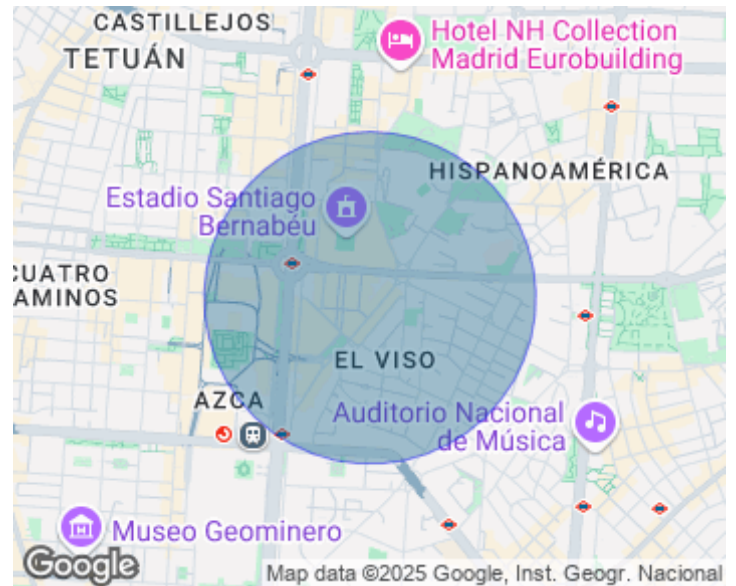 CASTILLEJOS
TETUÁN
Hotel NH Collection
Madrid Eurobuilding
HISPANOAMÉRICA
Estadio Santiago
Bernabéu
CUATRO
AMINOS
EL VISO
AZCA
Auditorio Nacional
de Música
Museo Geominero
Google
Map data ©2025 Google, Inst. Geogr. Nacional